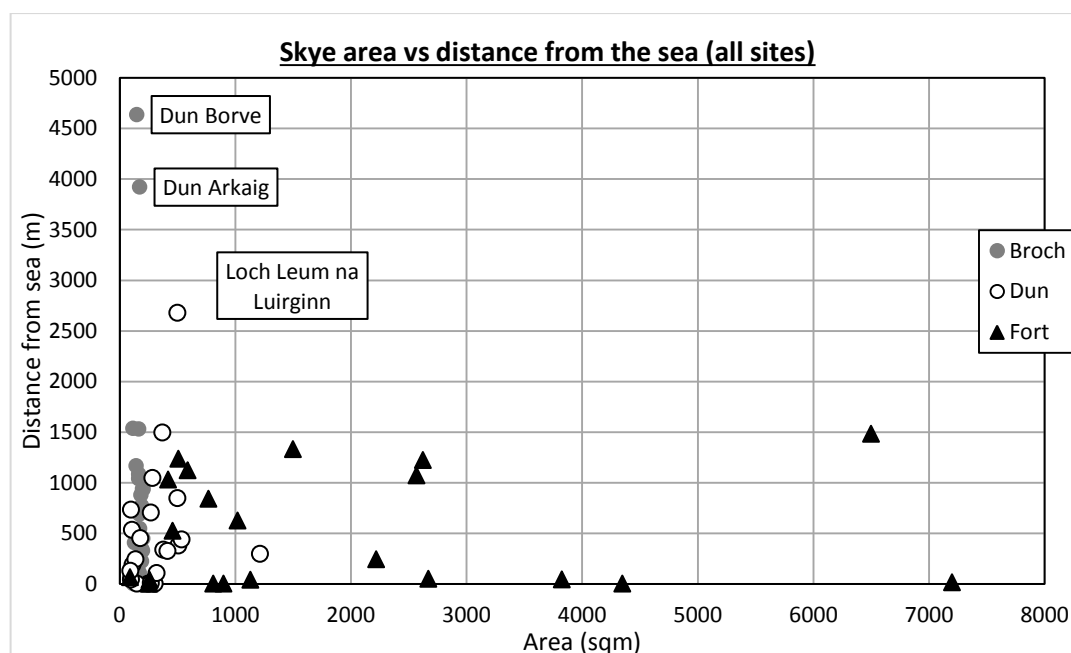 Skye area vs distance from the sea (all sites)
5000
4500
4000
3500
3000
2500
2000
1500
1000
500
0
Distance from sea (m)
Dun Borve
Dun Arkaig
Loch Leum na
Luirginn
Broch
Dun
Fort
0 1000 2000 3000 4000 5000 6000 7000 8000
Area (sqm)